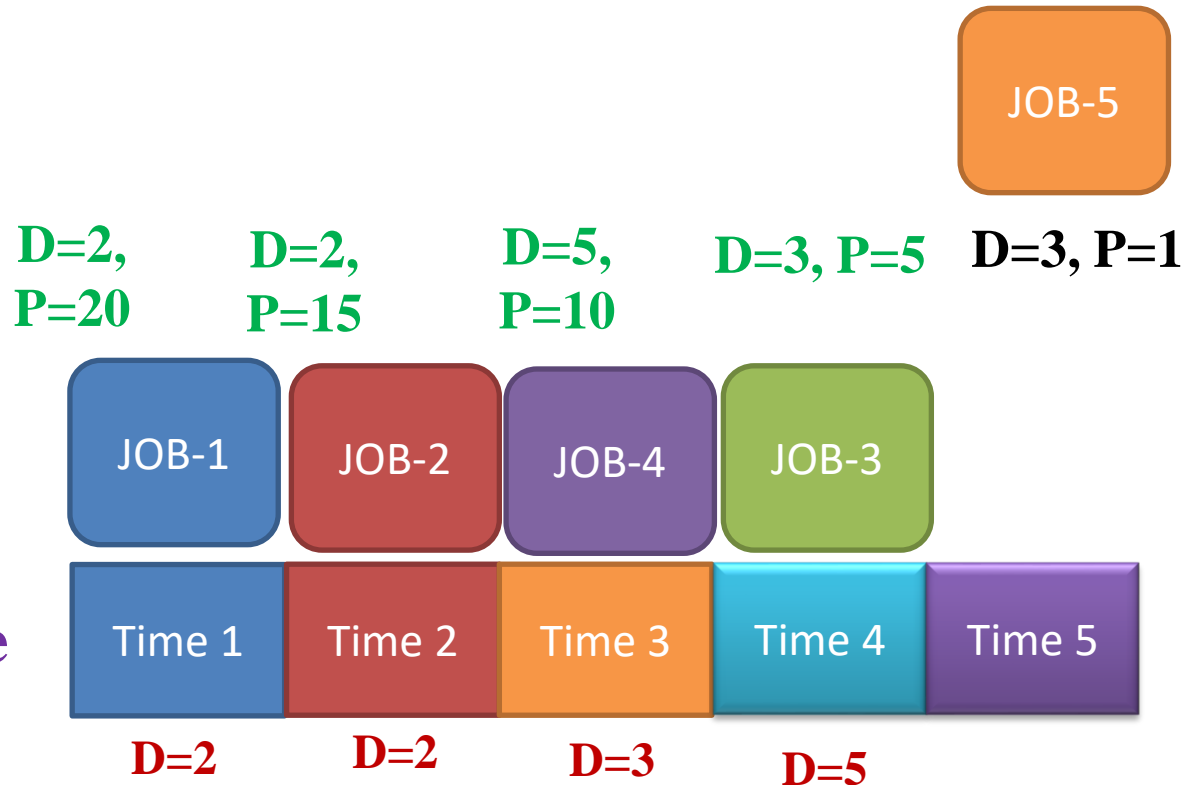 JOB-5
D=2,
P=20
D=2,
P=15
D=5,
P=10
D=3, P=5
D=3, P=1
JOB-1
JOB-2
JOB-4
JOB-3
e
Time 1
Time 2
Time 3
Time 4
Time 5
D=2
D=2
D=3
D=5